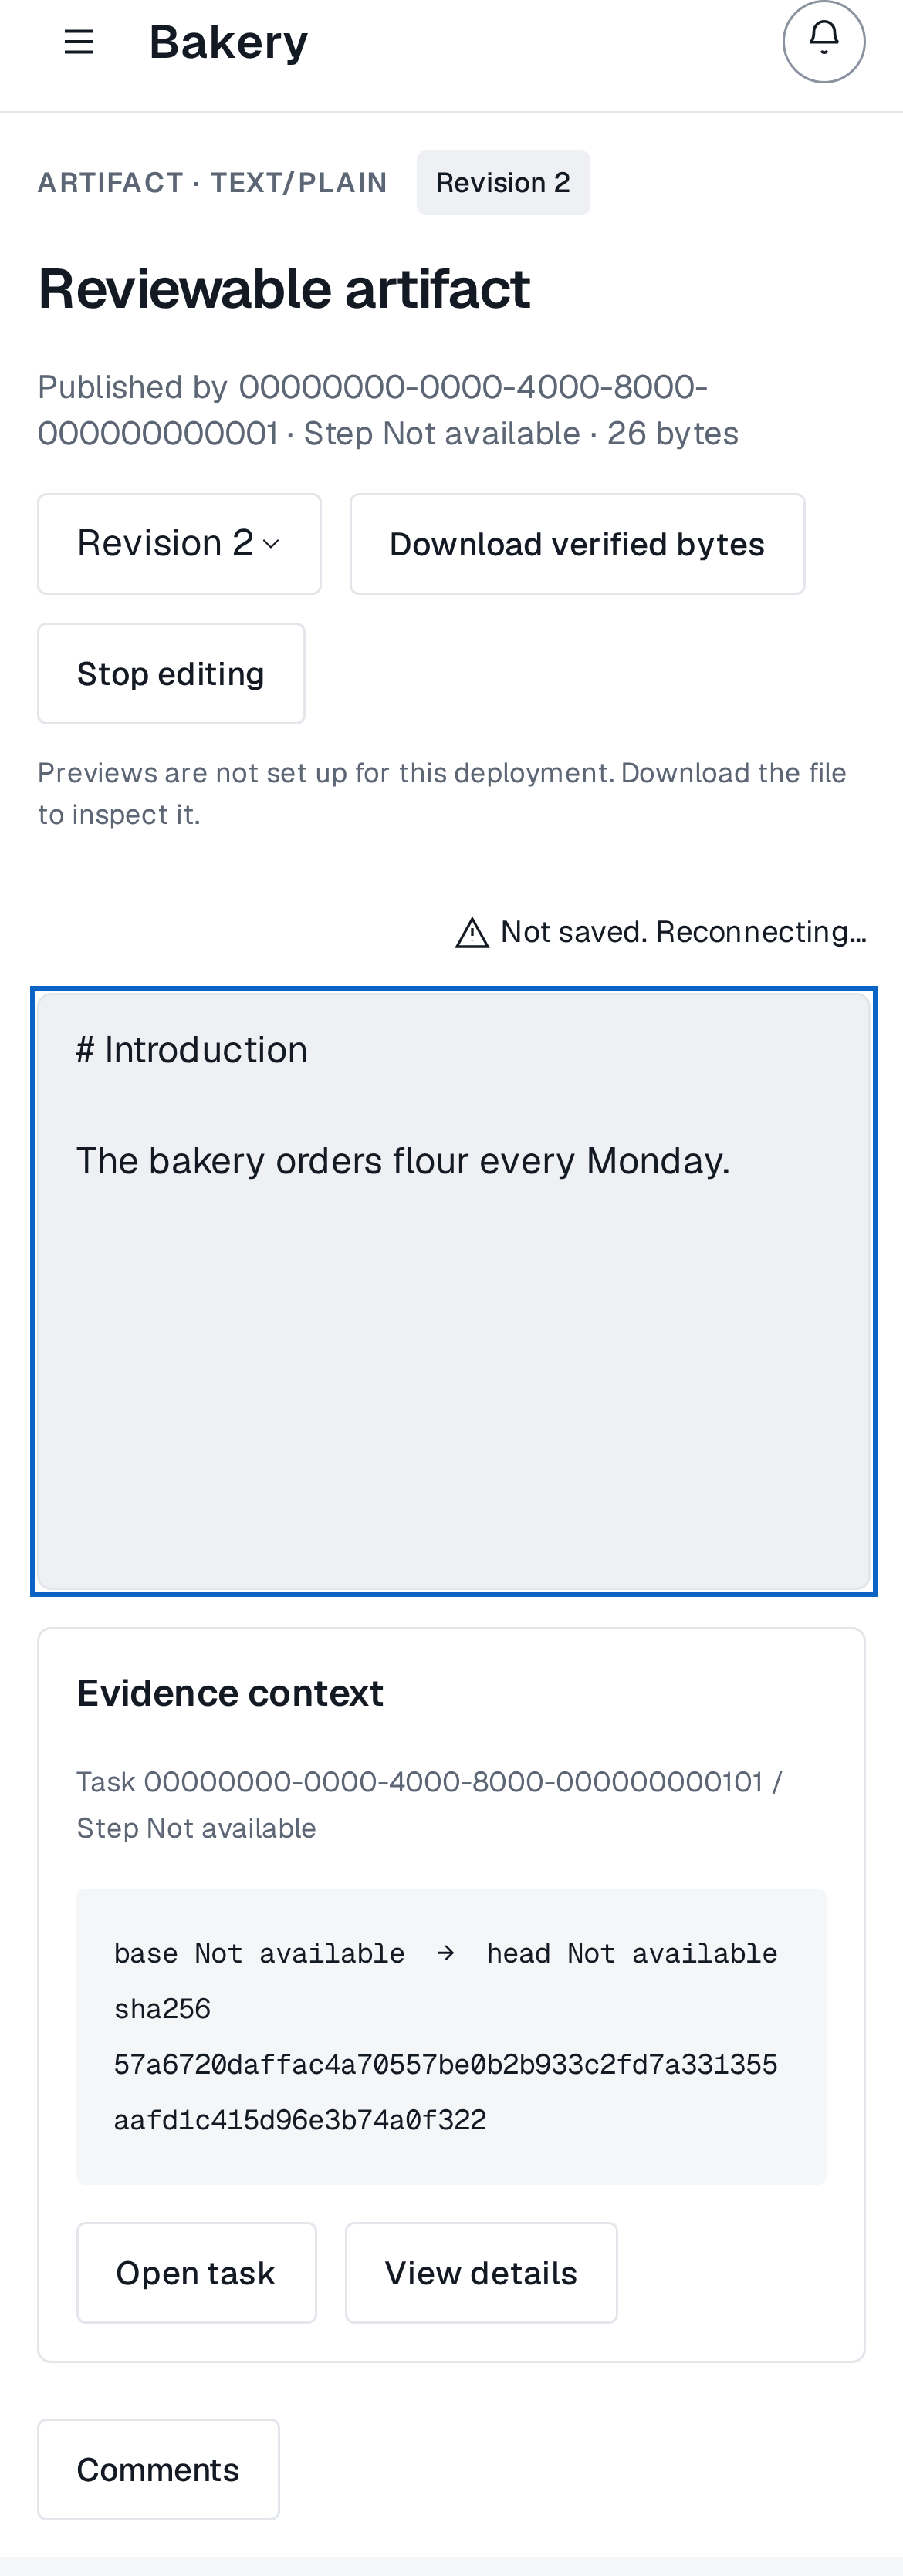 Bakery
ARTIFACT · TEXT/PLAIN Revision 2
Reviewable artifact
Published by 00000000-0000-4000-8000-
000000000001 · Step Not available · 26 bytes
Revision 2 Download verified bytes
Stop editing
Previews are not set up for this deployment. Download the file
to inspect it.
Not saved. Reconnecting…
# Introduction
The bakery orders flour every Monday.
Evidence context
Task 00000000-0000-4000-8000-000000000101 /
Step Not available
base Not available → head Not available
sha256
57a6720daffac4a70557be0b2b933c2fd7a331355
aafd1c415d96e3b74a0f322
Open task View details
Comments